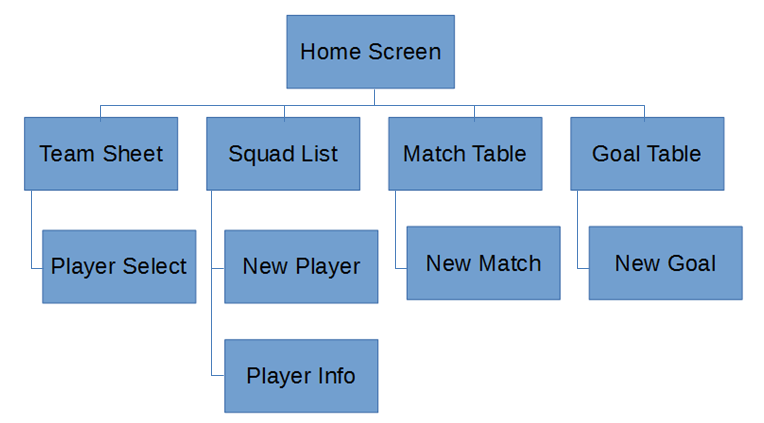 Home Screen
Team Sheet
Squad List
Match Table
Goal Table
Player Select
New Player
New Match
New Goal
Player Info